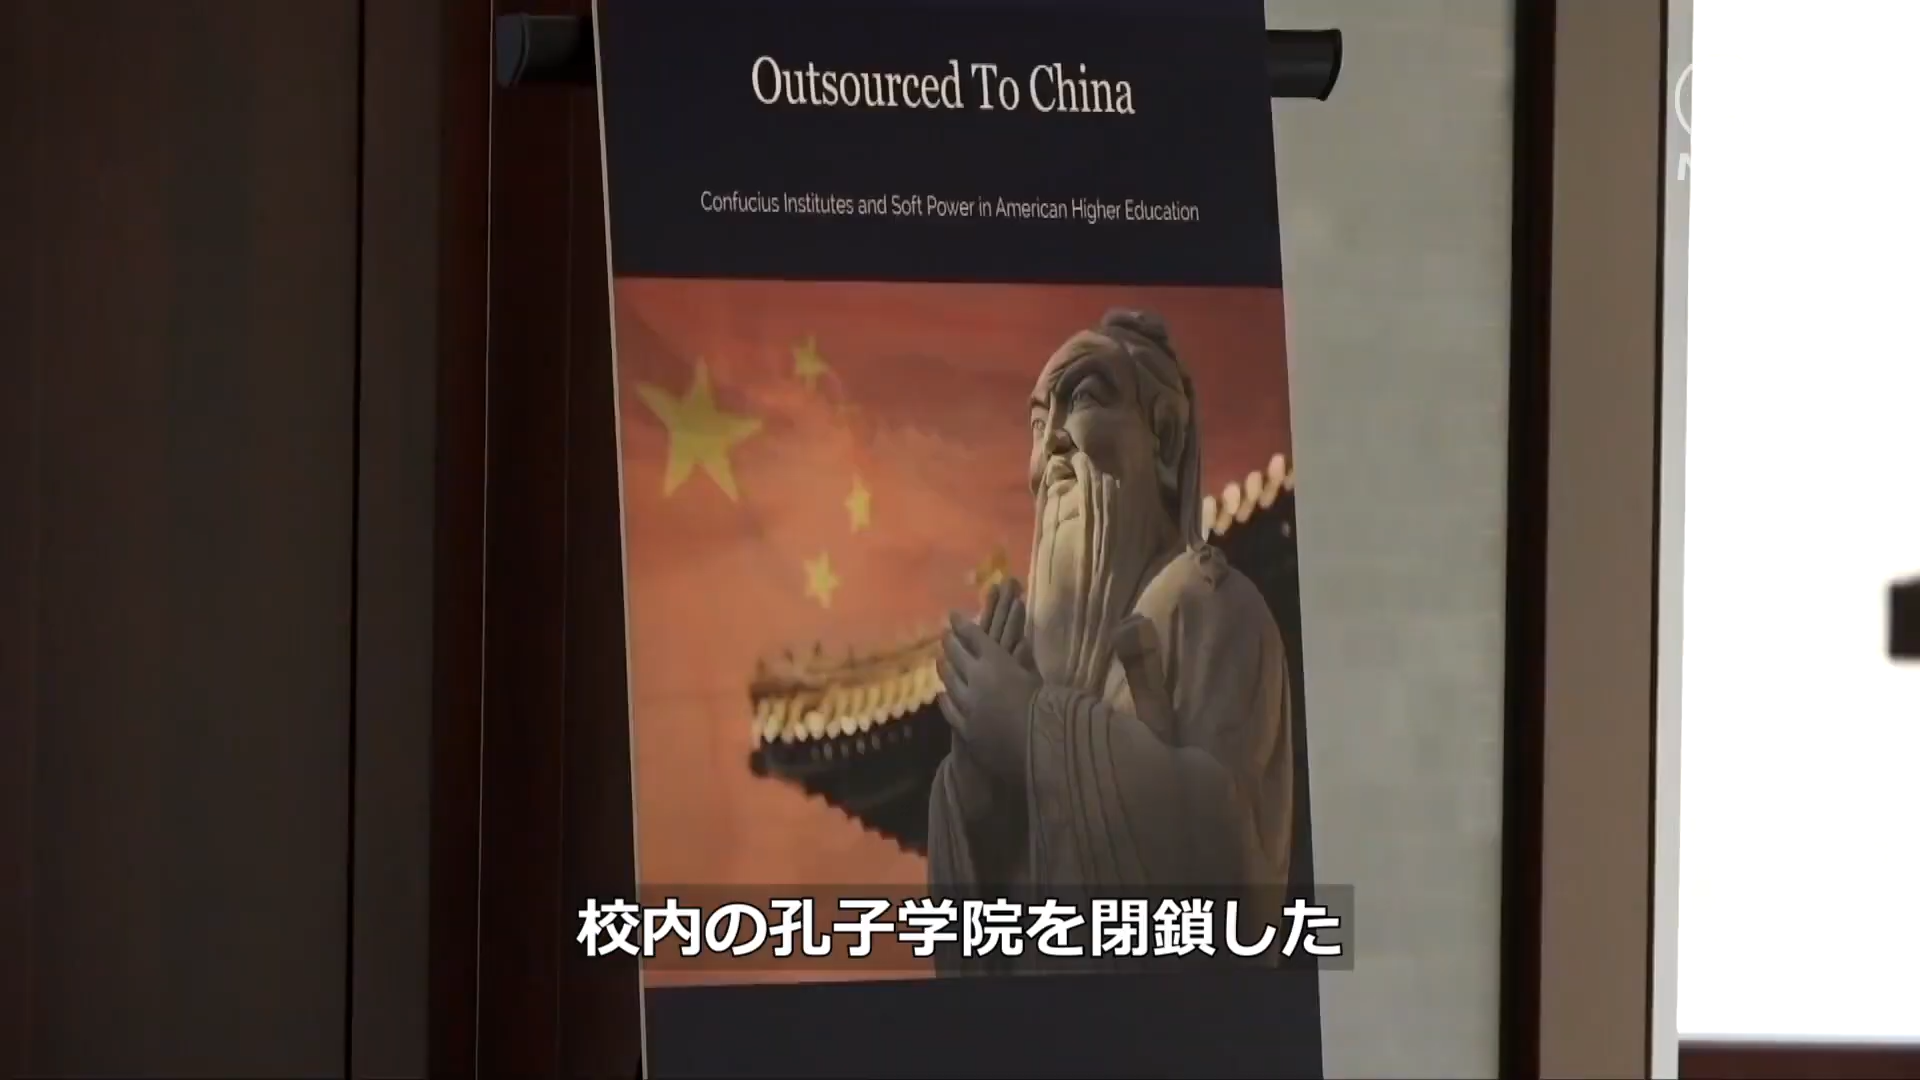 Outsourced To China
Confucius Institutes and Soft Power in American Higher Education
校内の孔子学院を閉鎖した